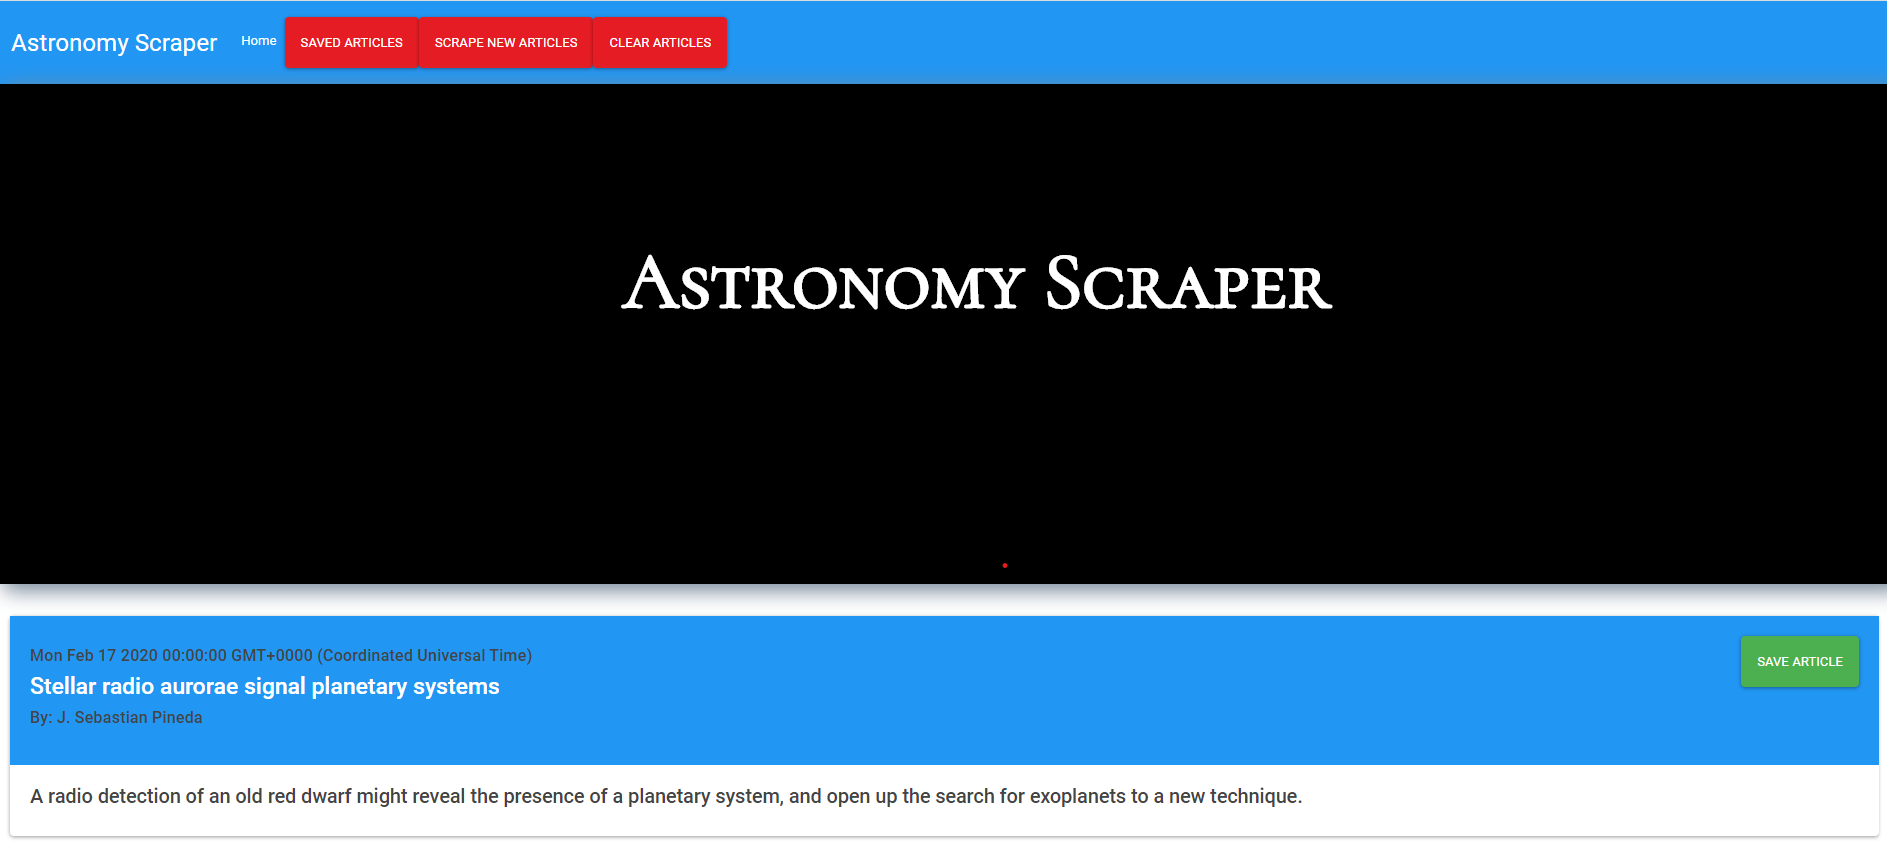 Astronomy Scraper Home SAVED ARTICLES SCRAPE NEW ARTICLES CLEAR ARTICLES
Astronomy Scraper
Mon Feb 17 2020 00:00:00 GMT+0000 (Coordinated Universal Time)
SAVE ARTICLE
Stellar radio aurorae signal planetary systems
By: J. Sebastian Pineda
A radio detection of an old red dwarf might reveal the presence of a planetary system, and open up the search for exoplanets to a new technique.